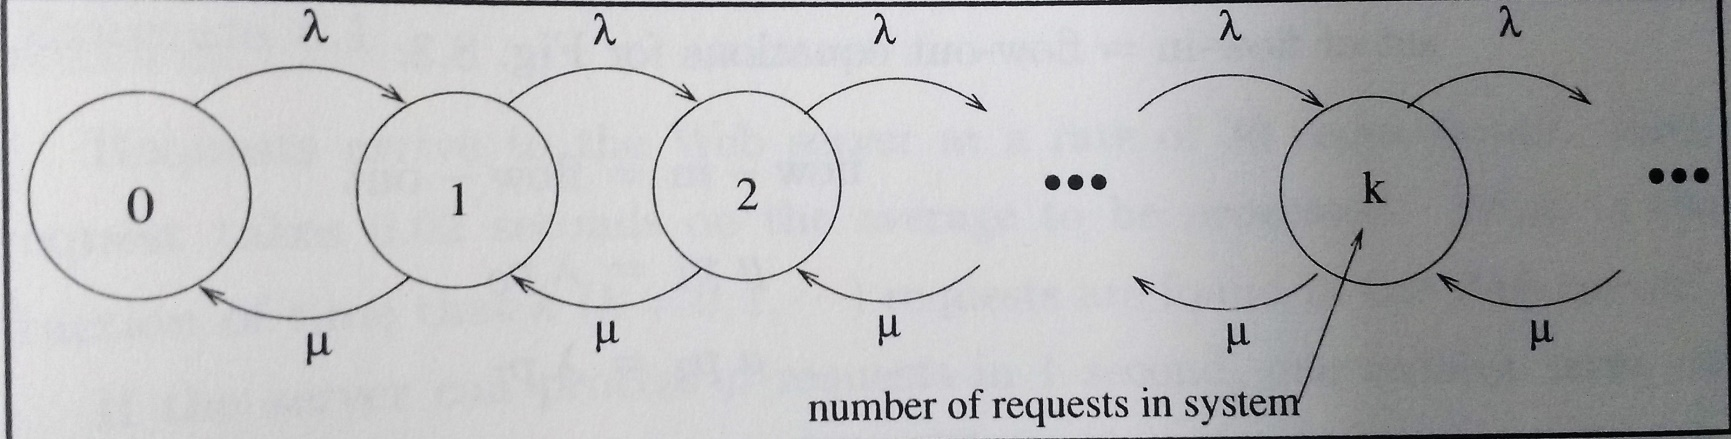 λ λ λ λ λ
0 1 2 ••• k •••
μ μ μ μ μ
number of requests in system